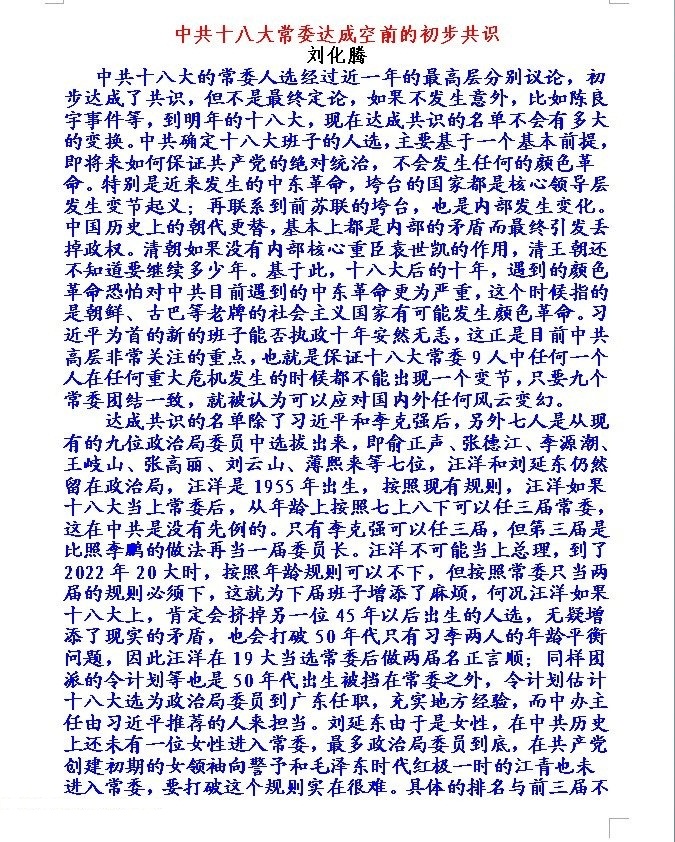 中共十八大常委达成空前的初步共识
刘化腾
中共十八大的常委人选经过近一年的最高层分别议论，初
步达成了共识，但不是最终定论，如果不发生意外，比如陈良
宇事件等，到明年的十八大，现在达成共识的名单不会有多大
的变换。中共确定十八大班子的人选，主要基于一个基本前提，
即将来如何保证共产党的绝对统治，不会发生任何的颜色革
命。特别是近来发生的中东革命，垮台的国家都是核心领导层
发生变节起义；再联系到前苏联的垮台，也是内部发生变化。
中国历史上的朝代更替，基本上都是内部的矛盾而最终引发丢
掉政权。清朝如果没有内部核心重臣袁世凯的作用，清王朝还
不知道要继续多少年。基于此，十八大后的十年，遇到的颜色
革命恐怕对中共目前遇到的中东革命更为严重，这个时候指的
是朝鲜、古巴等老牌的社会主义国家有可能发生颜色革命。习
近平为首的新的班子能否执政十年安然无恙，这正是目前中共
高层非常关注的重点，也就是保证十八大常委9人中任何一个
人在任何重大危机发生的时候都不能出现一个变节，只要九个
常委团结一致，就被认为可以应对国内外任何风云变幻。
达成共识的名单除了习近平和李克强后，另外七人是从现
有的九位政治局委员中选拔出来，即俞正声、张德江、李源潮、
王岐山、张高丽、刘云山、薄熙来等七位，汪洋和刘延东仍然
留在政治局，汪洋是1955年出生，按照现有规则，汪洋如果
十八大当上常委后，从年龄上按照七上八下可以任三届常委，
这在中共是没有先例的。只有李克强可以任三届，但第三届是
比照李鹏的做法再当一届委员长。汪洋不可能当上总理，到了
2022年20大时，按照年龄规则可以不下，但按照常委只当两
届的规则必须下，这就为下届班子增添了麻烦，何况汪洋如果
十八大上，肯定会挤掉另一位45年以后出生的人选，无疑增
添了现实的矛盾，也会打破50年代只有习李两人的年龄平衡
问题，因此汪洋在19大当选常委后做两届名正言顺；同样团
派的令计划等也是50年代出生被挡在常委之外，令计划估计
十八大选为政治局委员到广东任职，充实地方经验，而中办主
任由习近平推荐的人来担当。刘延东由于是女性，在中共历史
上还未有一位女性进入常委，最多政治局委员到底，在共产党
创建初期的女领袖向警予和毛泽东时代红极一时的江青也未
进入常委，要打破这个规则实在很难。具体的排名与前三届不